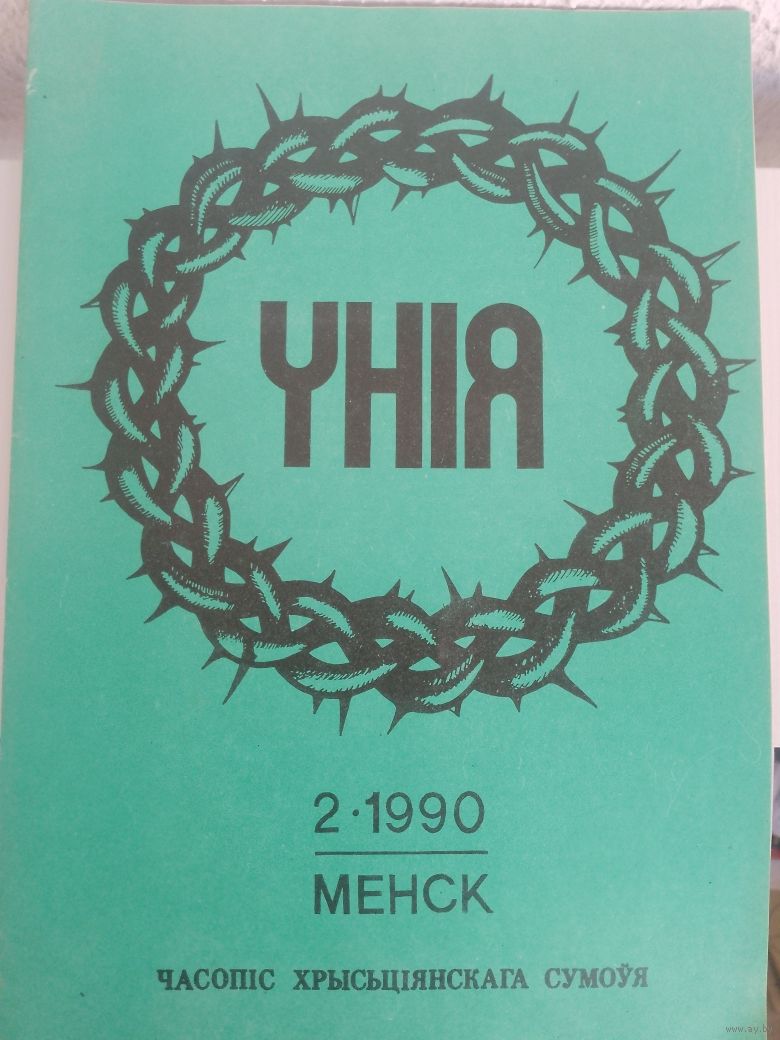 УНІЯ
2·1990
МЕНСК
ЧАСОПІС ХРЫСЬЦІЯНСКАГА СУМОЎЯ